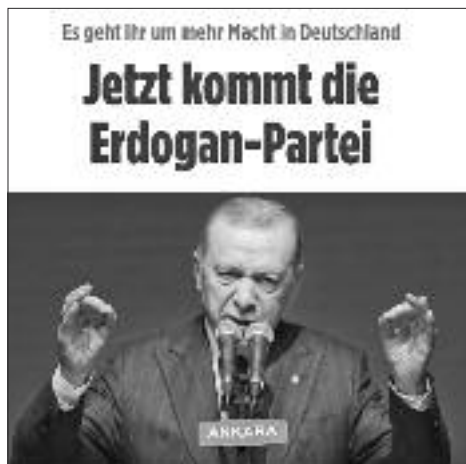 Es geht ihr um mehr Macht in Deutschland
Jetzt kommt die
Erdogan-Partei
ANKARA